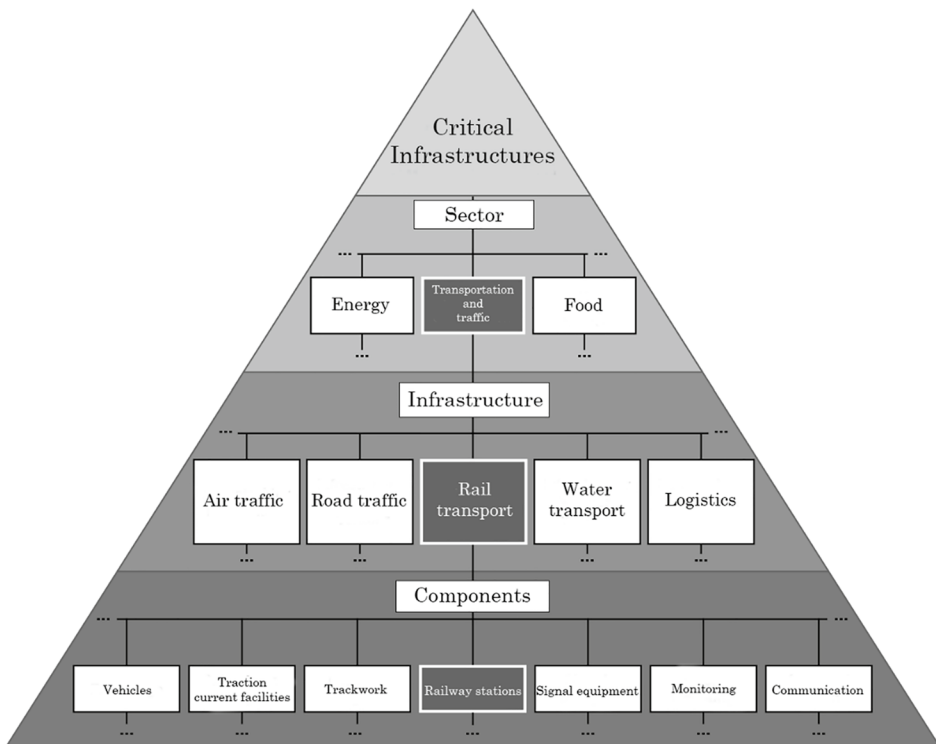 Critical
Infrastructures
Sector
...
...
Energy
Transportation
and
traffic
Food
...
...
Infrastructure
...
...
Air traffic
Road traffic
Rail
transport
Water
transport
Logistics
...
...
...
...
Components
...
...
Vehicles
Traction
current facilities
Trackwork
Railway stations
Signal equipment
Monitoring
Communication
...
...
...
...
...
...
...